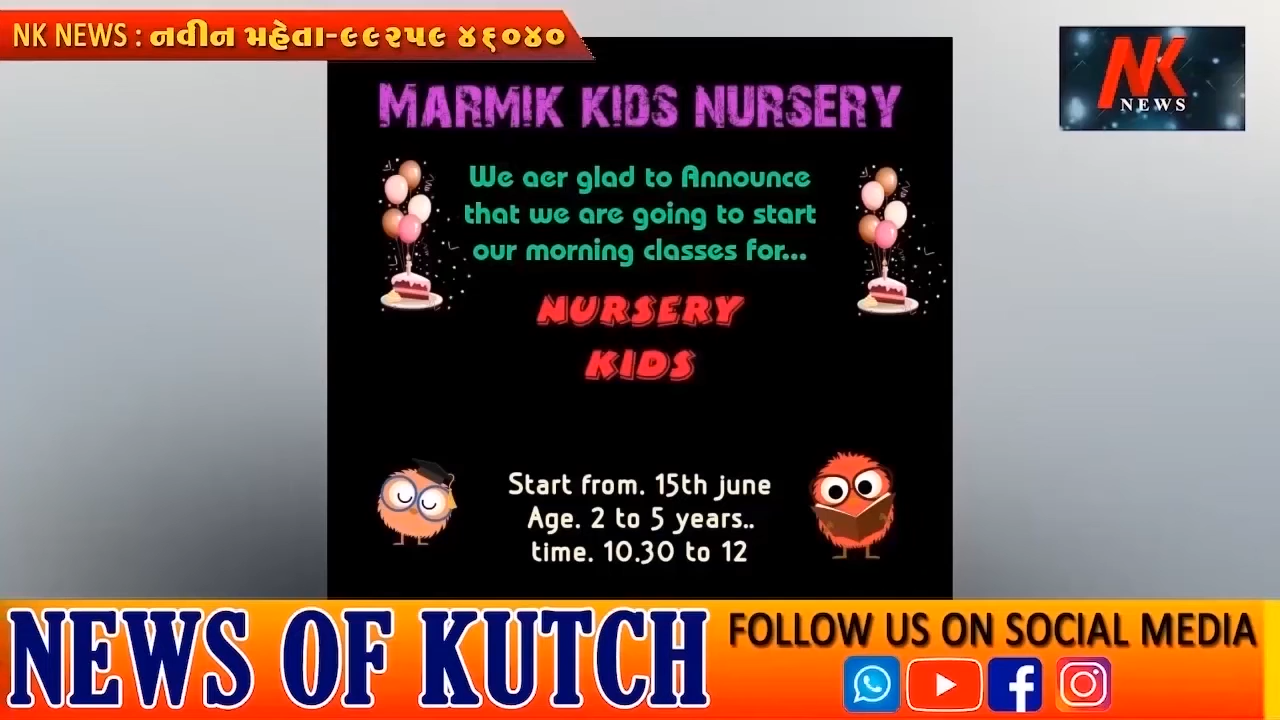 NK NEWS : નવીન મહેતા-૯૯૨૫૯ ૪૬૦૪૦
NK
NEWS
MARMIK KIDS NURSERY
We aer glad to Announce
that we are going to start
our morning classes for...
NURSERY
KIDS
Start from. 15th june
Age. 2 to 5 years..
time. 10.30 to 12
NEWS OF KUTCH
FOLLOW US ON SOCIAL MEDIA